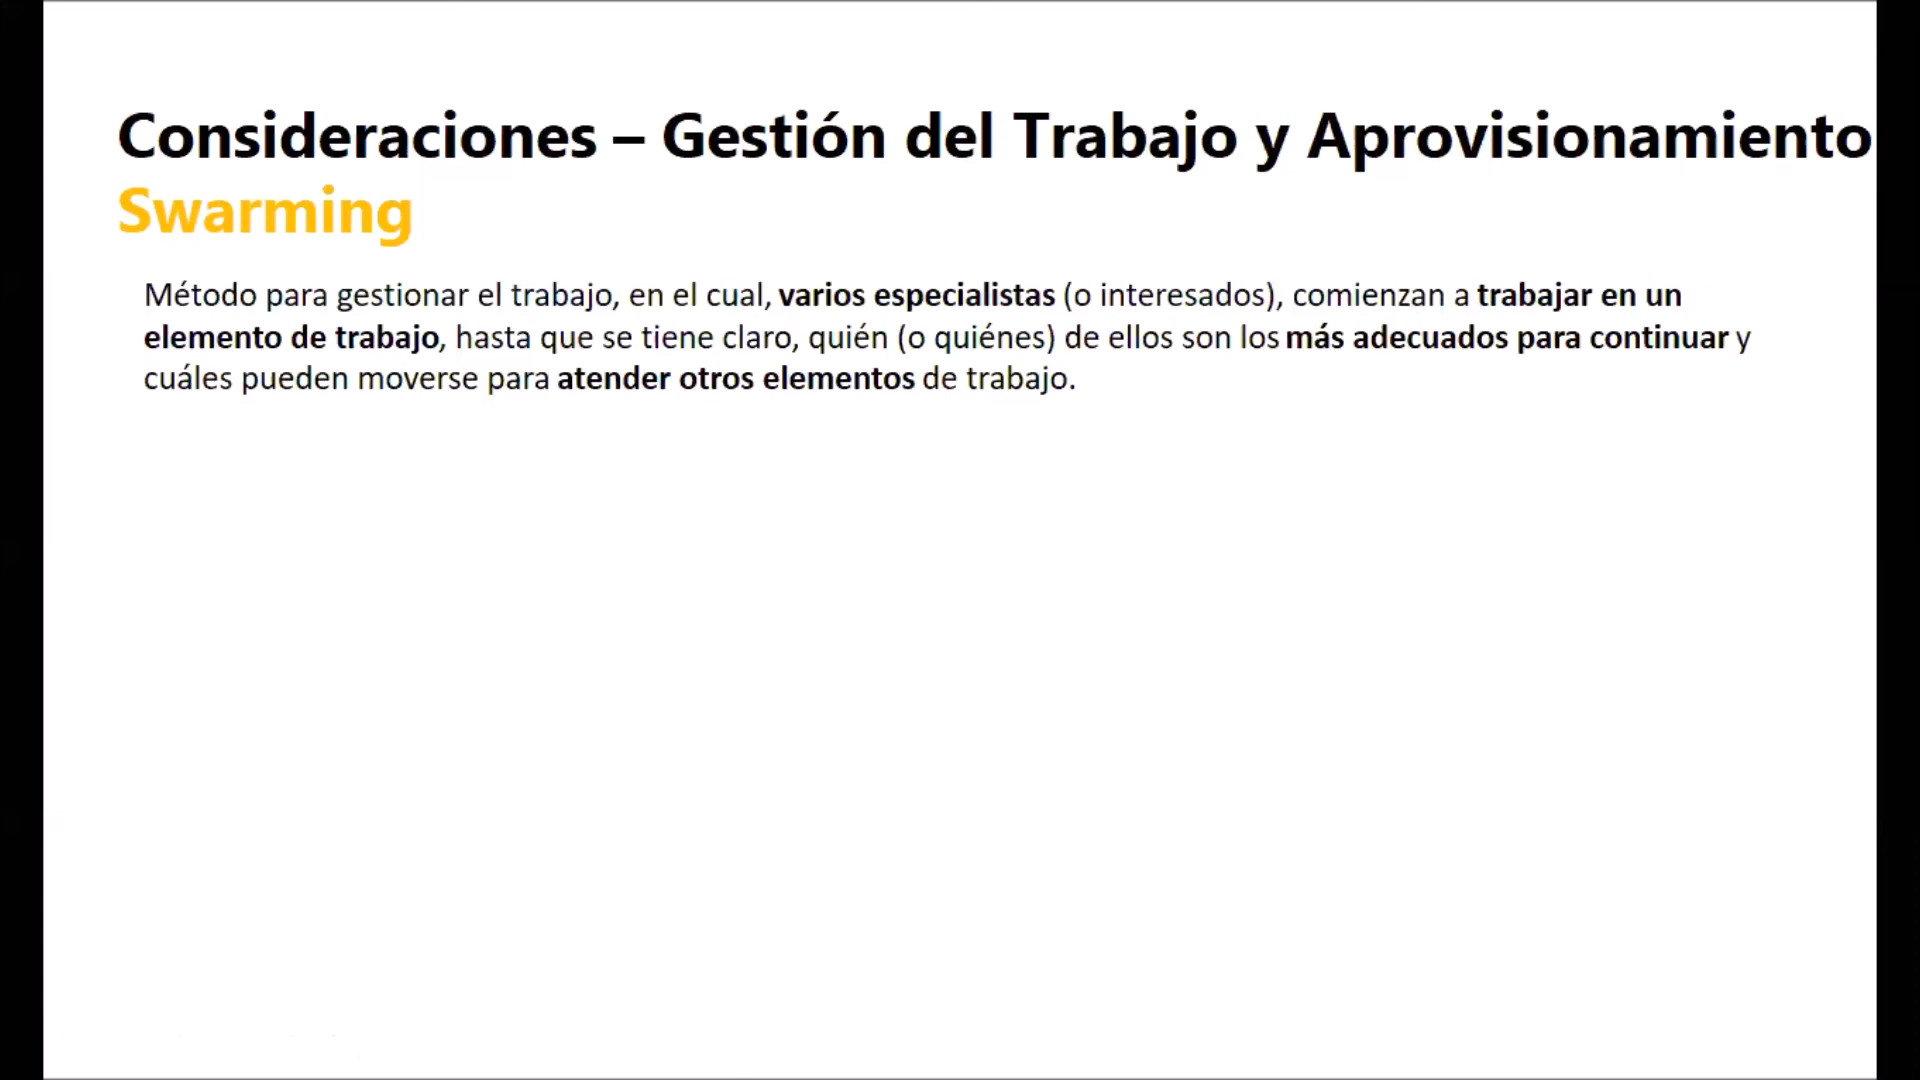 Consideraciones – Gestión del Trabajo y Aprovisionamiento
Swarming
Método para gestionar el trabajo, en el cual, varios especialistas (o interesados), comienzan a trabajar en un
elemento de trabajo, hasta que se tiene claro, quién (o quiénes) de ellos son los más adecuados para continuar y
cuáles pueden moverse para atender otros elementos de trabajo.